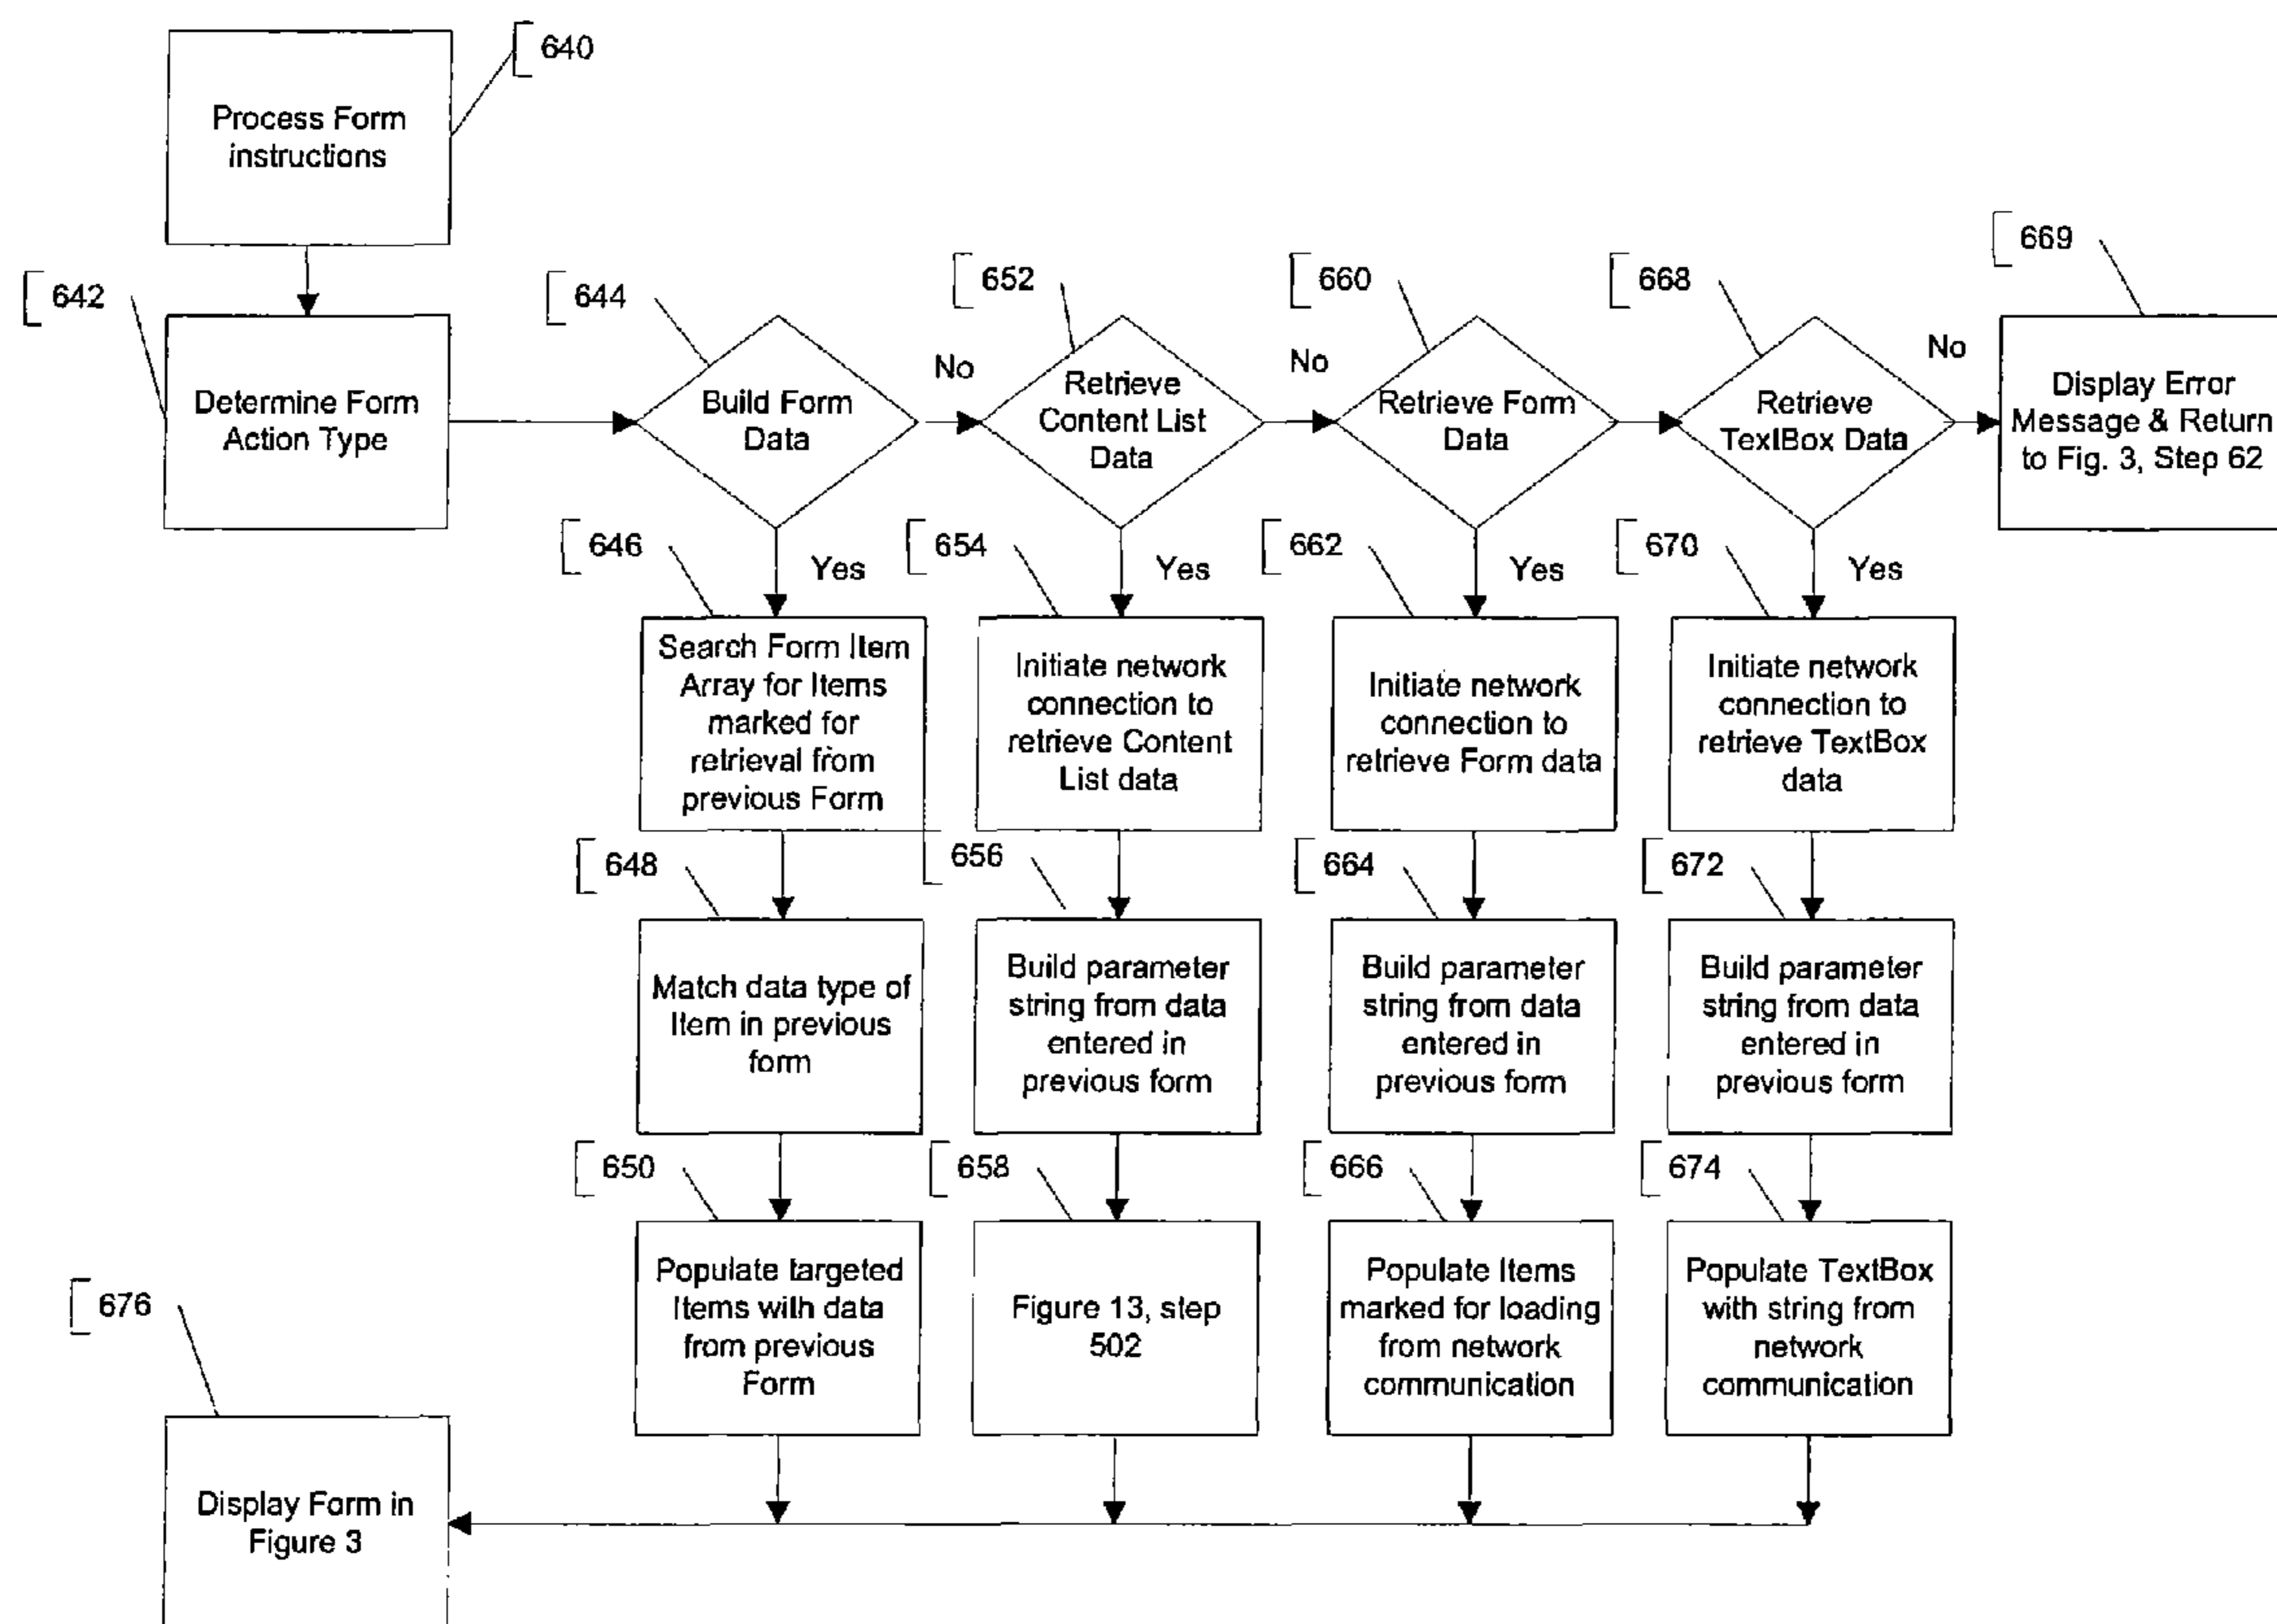 640
Process Form
instructions
642
Determine Form
Action Type
644
Build Form
Data
No
652
Retrieve
Content List
Data
No
660
Retrieve Form
Data
668
Retrieve
TextBox Data
No
669
Display Error
Message & Return
to Fig. 3, Step 62
646
Yes
Search Form Item
Array for Items
marked for
retrieval from
previous Form
648
Match data type of
Item in previous
form
650
Populate targeted
Items with data
from previous
Form
654
Yes
Initiate network
connection to
retrieve Content
List data
656
Build parameter
string from data
entered in
previous form
658
Figure 13, step
502
662
Yes
Initiate network
connection to
retrieve Form data
664
Build parameter
string from data
entered in
previous form
666
Populate Items
marked for loading
from network
communication
670
Yes
Initiate network
connection to
retrieve TextBox
data
672
Build parameter
string from data
entered in
previous form
674
Populate TextBox
with string from
network
communication
676
Display Form in
Figure 3